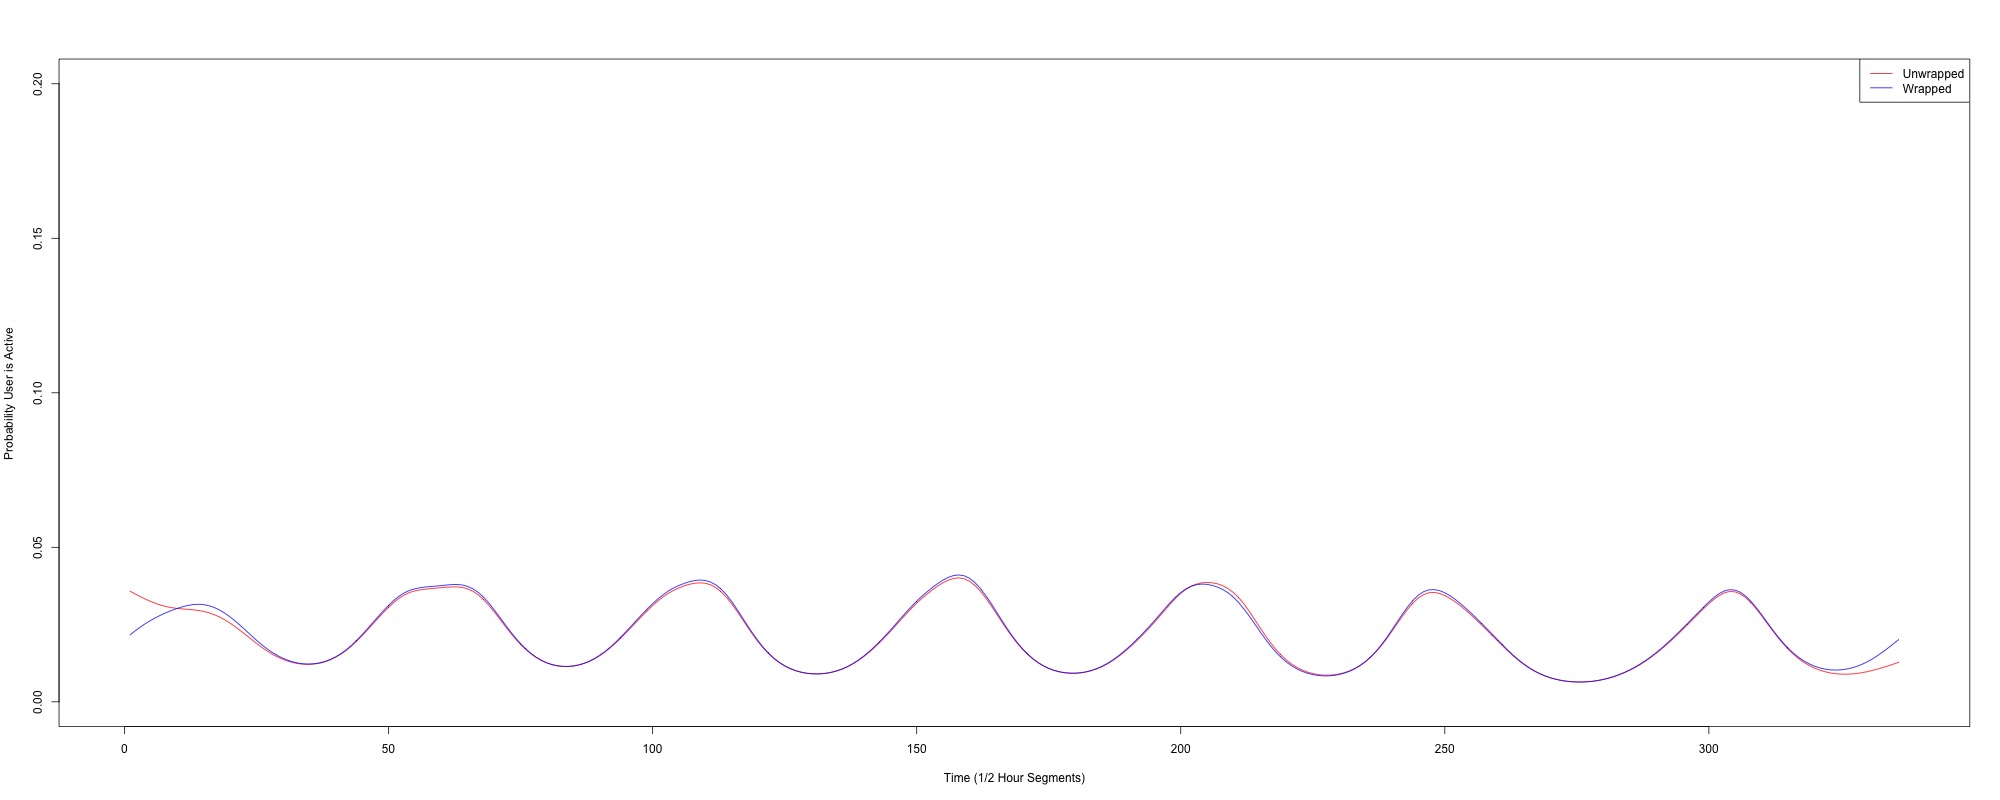 Unwrapped
Wrapped
0.20
0.15
0.10
0.05
0.00
Probability User is Active
0 50 100 150 200 250 300
Time (1/2 Hour Segments)